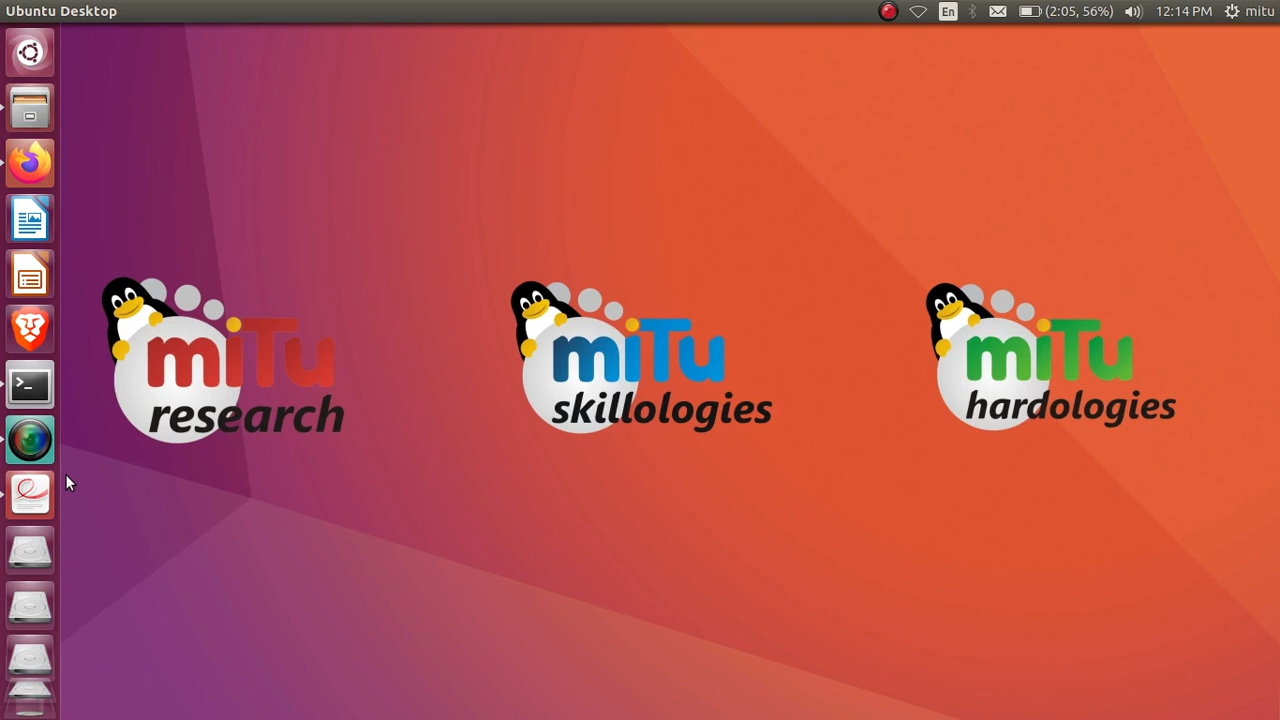 Ubuntu Desktop
En
(2:05, 56%)
12:14 PM
mitu
miTu
research
miTu
skillologies
miTu
hardologies